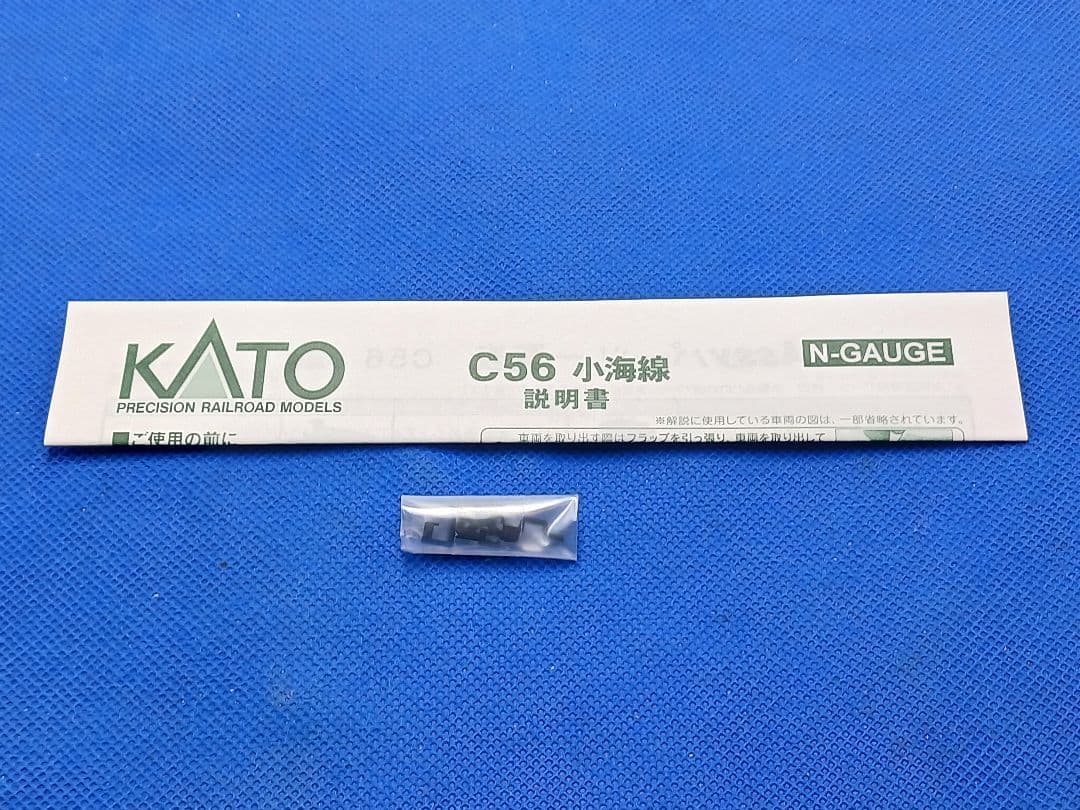 KATO
PRECISION RAILROAD MODELS
C56 小海線
説明書
N-GAUGE
※解説に使用している車両の図は、一部省略されています。
■ご使用の前に
車両を取り出す際はフラップを引っ張り、車両を取り出して